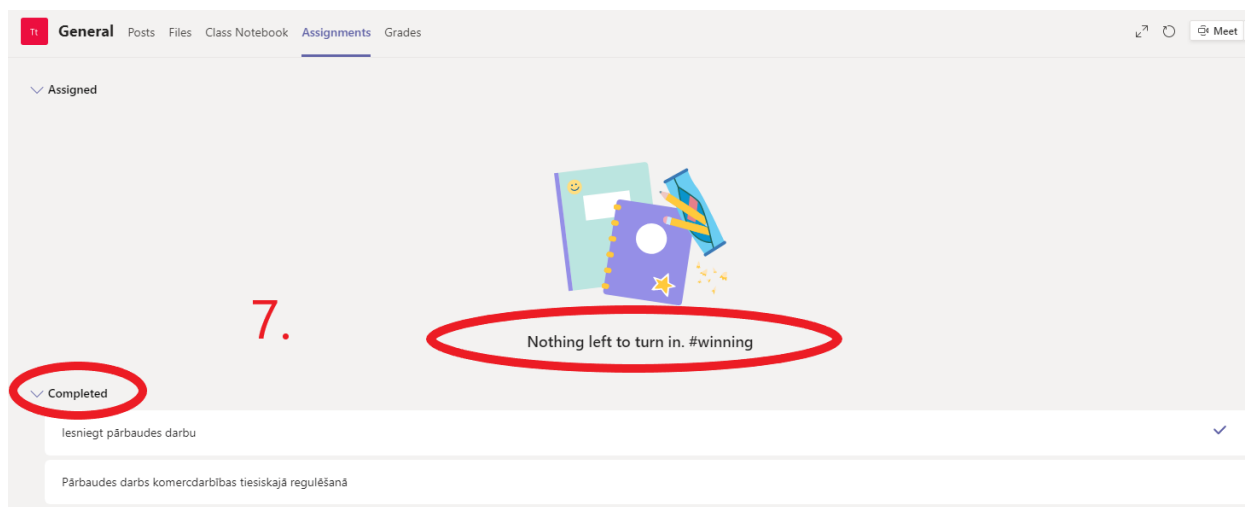 Tt General Posts Files Class Notebook Assignments Grades Meet
Assigned
7.
Nothing left to turn in. #winning
Completed
Iesniegt pārbaudes darbu
Pārbaudes darbs komercdarbības tiesiskajā regulēšanā